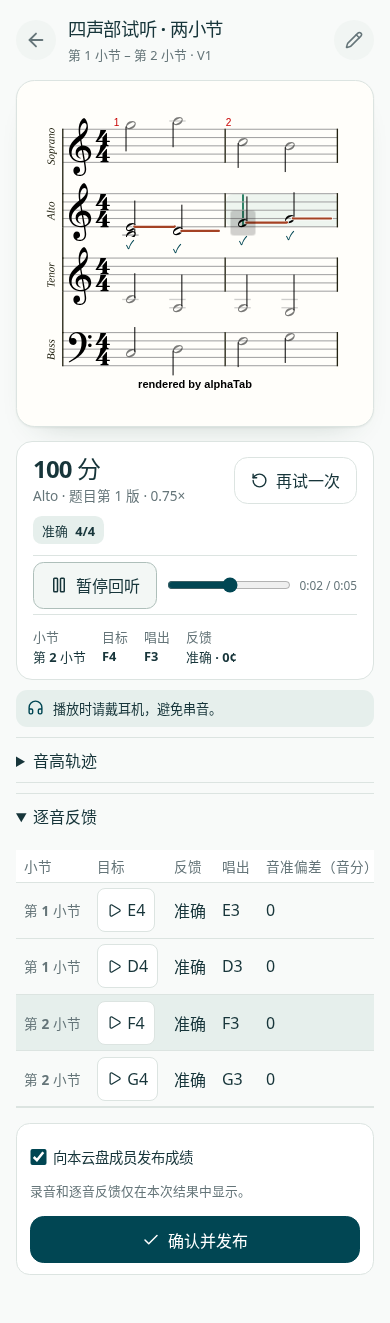 四声部试听 · 两小节
第 1 小节 – 第 2 小节 · V1
1
2
Soprano
Alto
Tenor
Bass
rendered by alphaTab
100 分
Alto · 题目第 1 版 · 0.75×
再试一次
准确 4/4
暂停回听
0:02 / 0:05
小节 目标 唱出 反馈
第 2 小节 F4 F3 准确 · 0¢
播放时请戴耳机，避免串音。
音高轨迹
逐音反馈
小节 目标 反馈 唱出 音准偏差（音分）
第 1 小节 E4 准确 E3 0
第 1 小节 D4 准确 D3 0
第 2 小节 F4 准确 F3 0
第 2 小节 G4 准确 G3 0
向本云盘成员发布成绩
录音和逐音反馈仅在本次结果中显示。
确认并发布